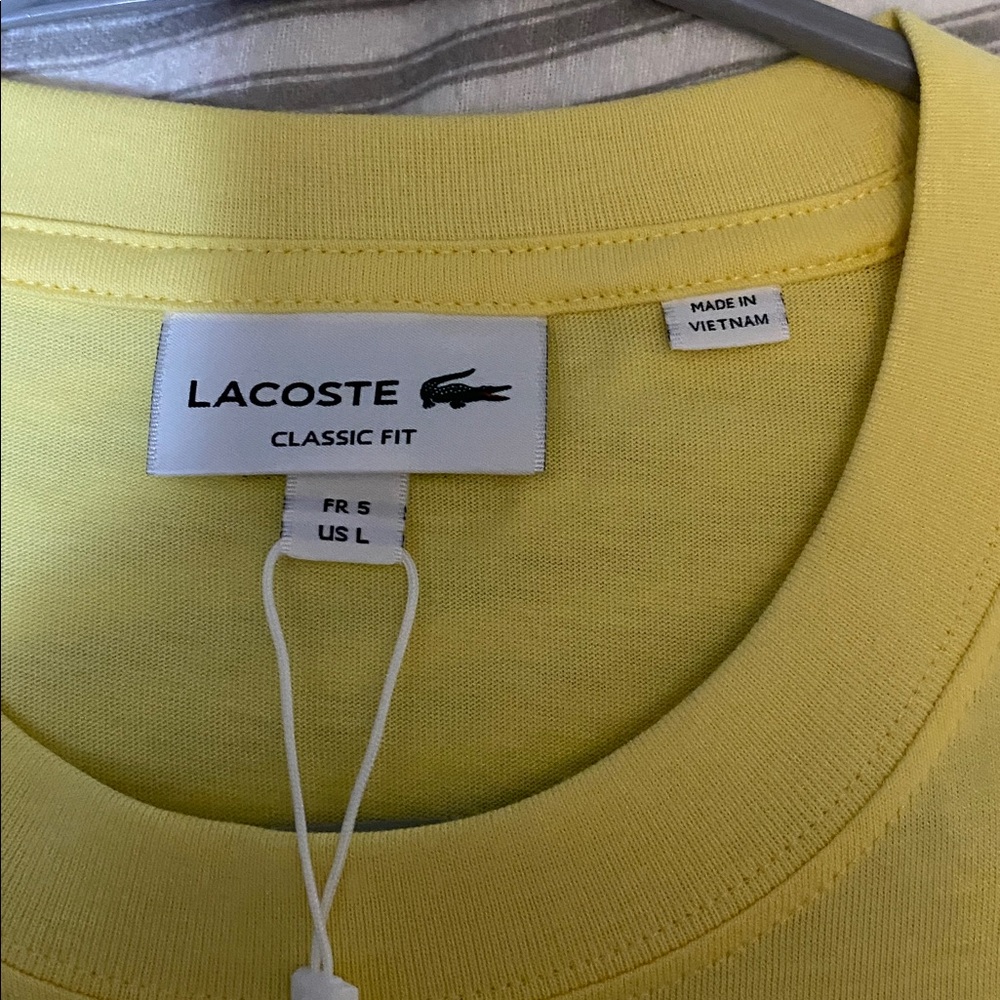 MADE IN
VIETNAM
LACOSTE
CLASSIC FIT
FR 5
US L